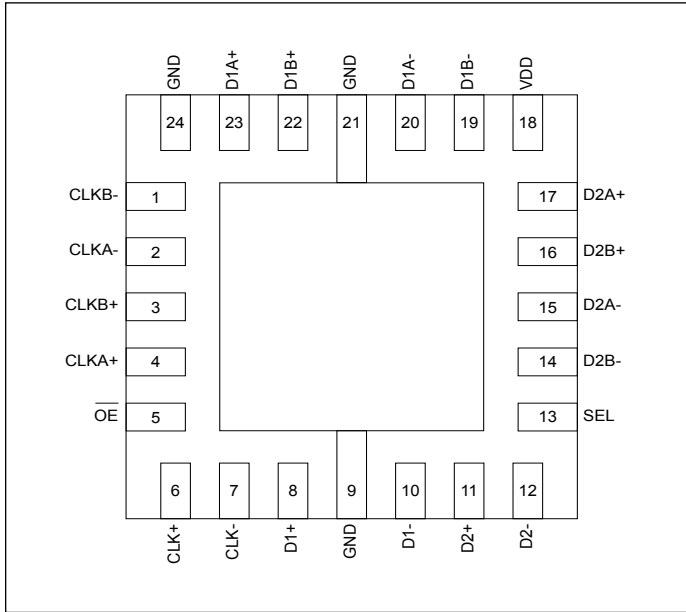 GND
D1A+
D1B+
GND
D1A-
D1B-
VDD
24
23
22
21
20
19
18
CLKB-
1
17
D2A+
CLKA-
2
16
D2B+
CLKB+
3
15
D2A-
CLKA+
4
14
D2B-
O̅E̅
5
13
SEL
6
7
8
9
10
11
12
CLK+
CLK-
D1+
GND
D1-
D2+
D2-